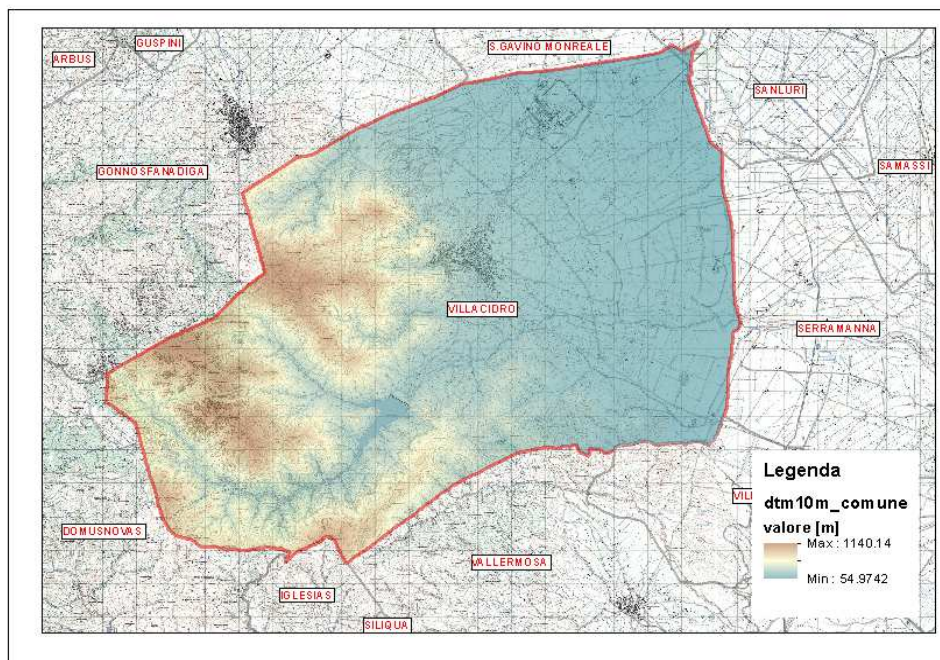 GUSPINI
ARBUS
S.GAVINO MONREALE
SANLURI
SAMASSI
GONNOSFANADIGA
VILLACIDRO
SERRAMANNA
DOMUSNOVAS
VALLERMOSA
IGLESIAS
SILIQUA
Legenda
dtm10m_comune
valore [m]
Max : 1140.14
Min : 54.9742